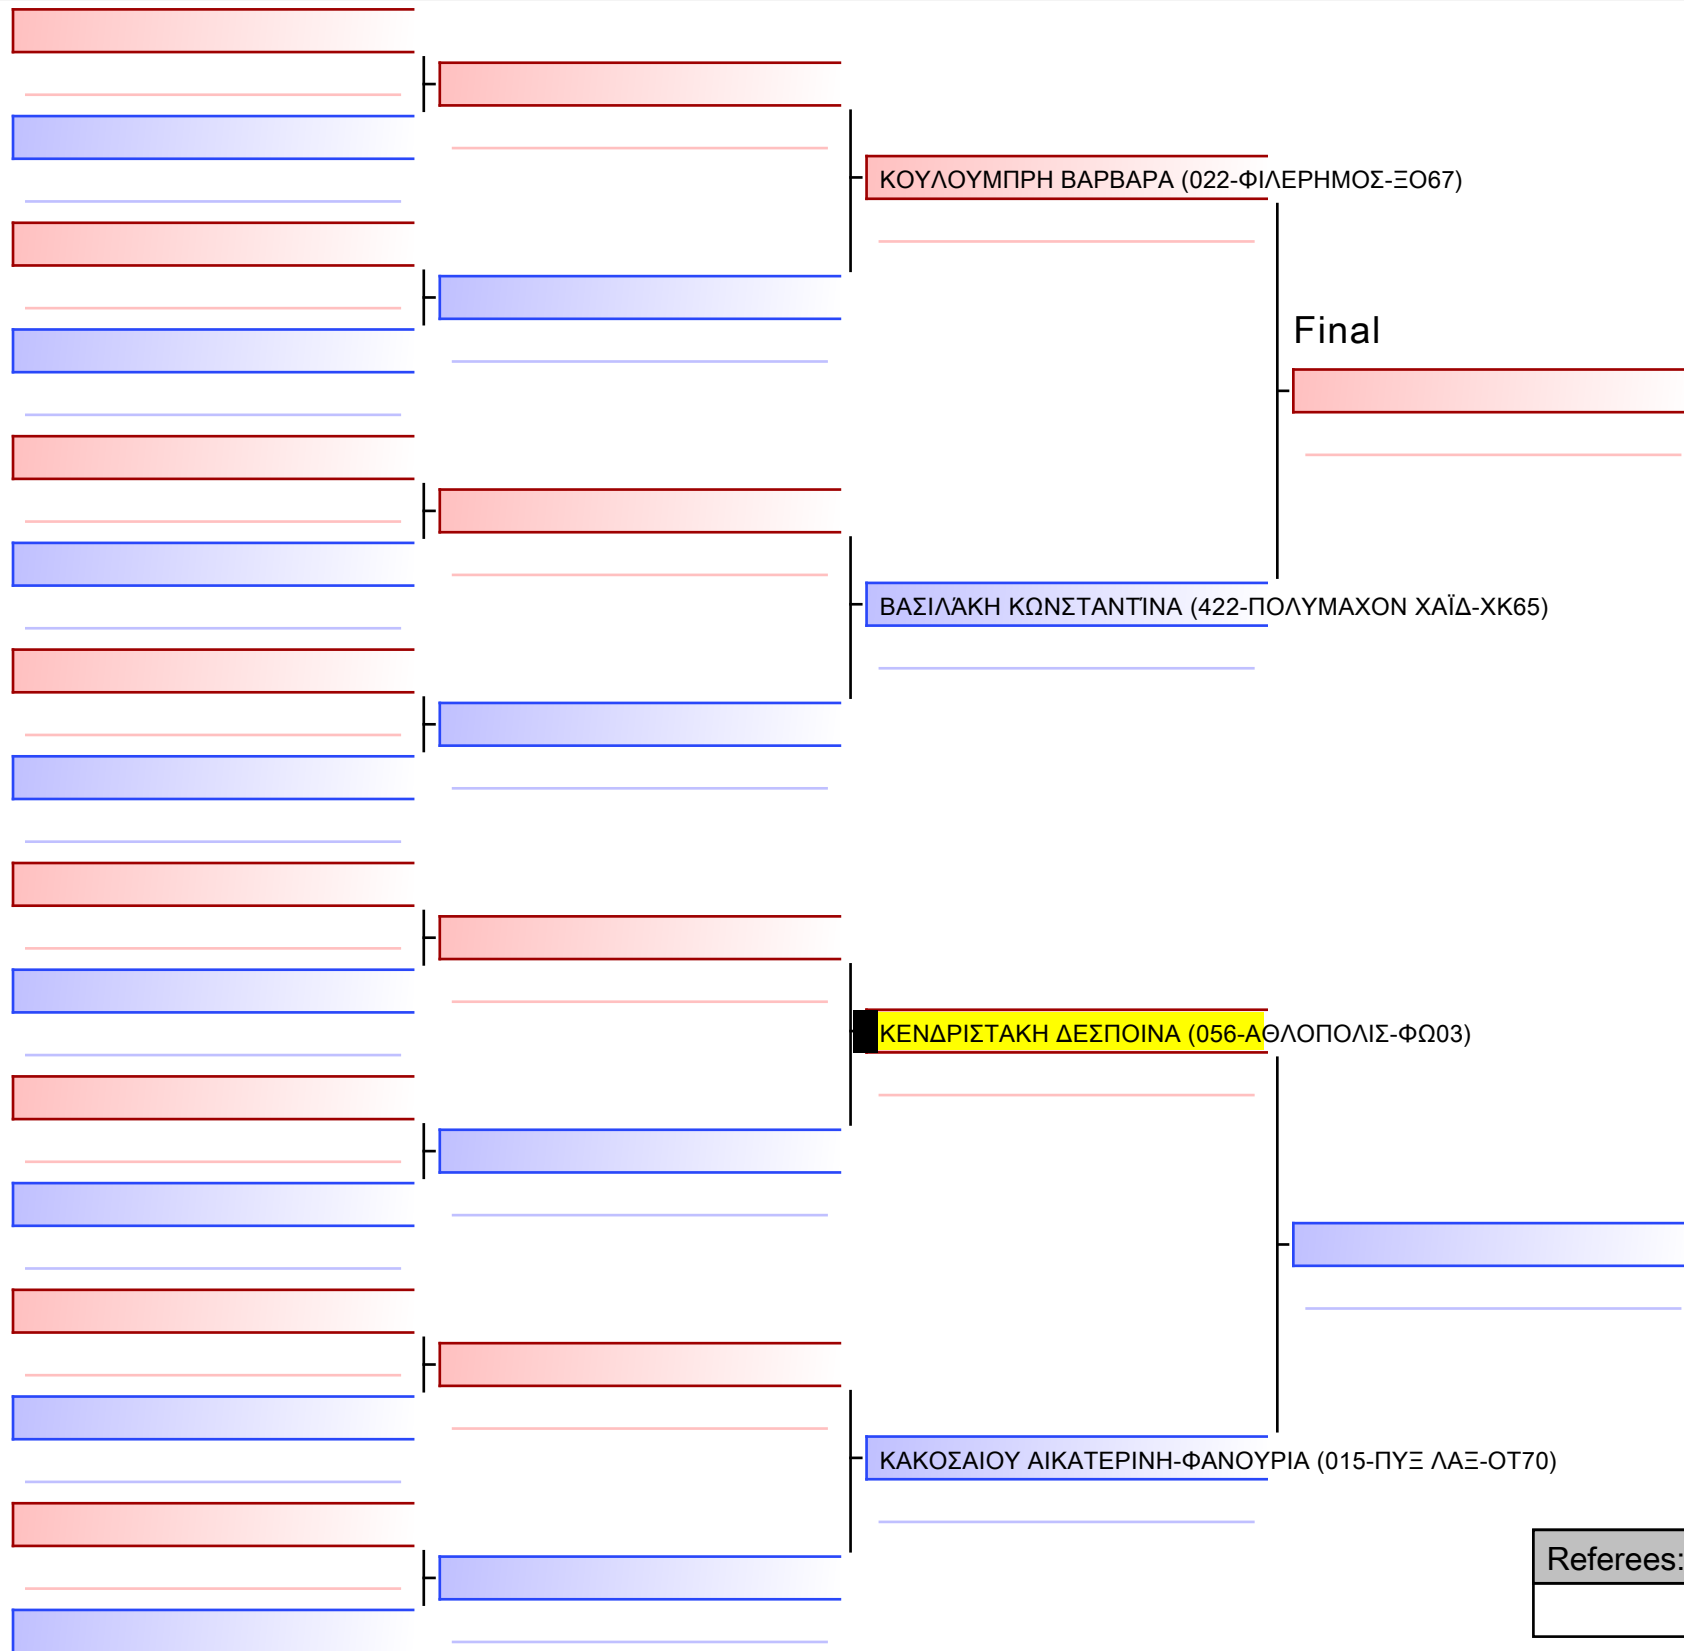 ΚΟΥΛΟΥΜΠΡΗ ΒΑΡΒΑΡΑ (022-ΦΙΛΕΡΗΜΟΣ-ΞΟ67)
Final
ΒΑΣΙΛΆΚΗ ΚΩΝΣΤΑΝΤΊΝΑ (422-ΠΟΛΥΜΑΧΟΝ ΧΑΪΔ-ΧΚ65)
ΚΕΝΔΡΙΣΤΑΚΗ ΔΕΣΠΟΙΝΑ (056-ΑΘΛΟΠΟΛΙΣ-ΦΩ03)
ΚΑΚΟΣΑΙΟΥ ΑΙΚΑΤΕΡΙΝΗ-ΦΑΝΟΥΡΙΑ (015-ΠΥΞ ΛΑΞ-ΟΤ70)
Referees: